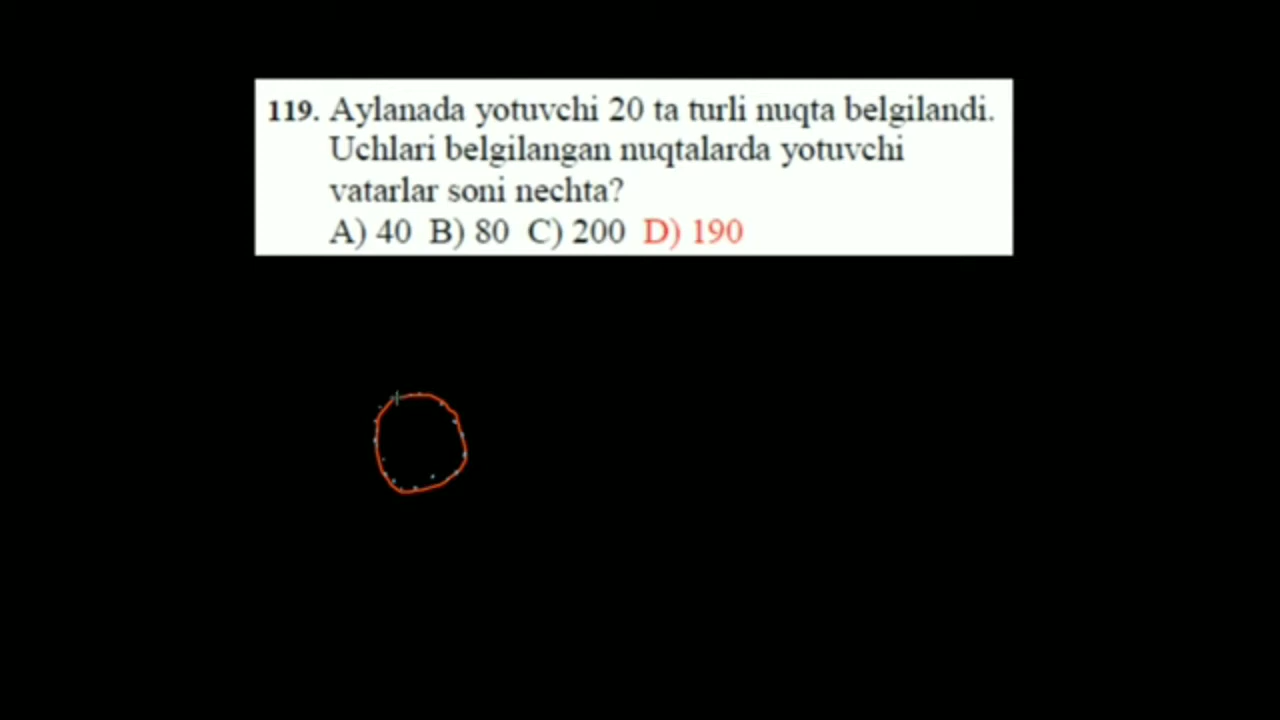 119. Aylanada yotuvchi 20 ta turli nuqta belgilandi.
Uchlari belgilangan nuqtalarda yotuvchi
vatarlar soni nechta?
A) 40 B) 80 C) 200 D) 190